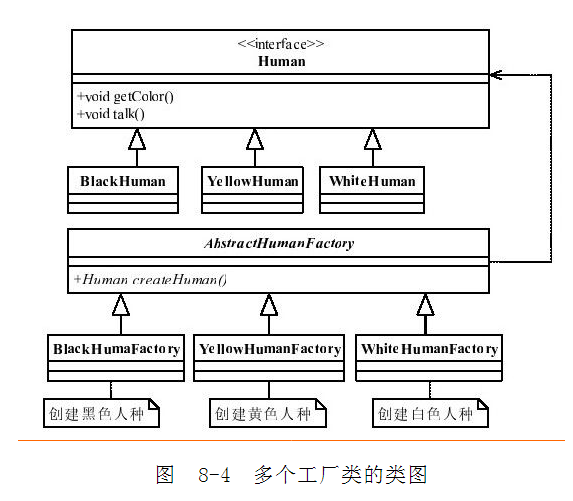 <<interface>>
Human
+void getColor()
+void talk()
BlackHuman YellowHuman WhiteHuman
AbstractHumanFactory
+Human createHuman()
BlackHumaFactory YellowHumanFactory WhiteHumanFactory
创建黑色人种 创建黄色人种 创建白色人种
图 8-4 多个工厂类的类图